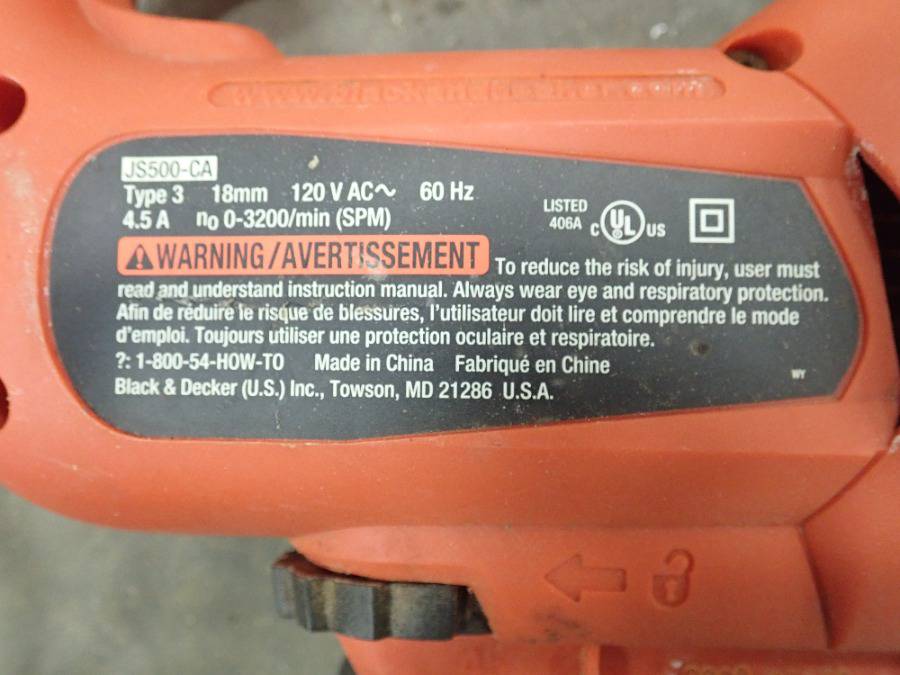 www.blackanddecker.com
JS500-CA
Type 3 18mm 120 V AC~ 60 Hz
4.5 A n0 0-3200/min (SPM)
LISTED
406A
C UL US
WARNING/AVERTISSEMENT To reduce the risk of injury, user must
read and understand instruction manual. Always wear eye and respiratory protection.
Afin de réduire le risque de blessures, l'utilisateur doit lire et comprendre le mode
d'emploi. Toujours utiliser une protection oculaire et respiratoire.
?: 1-800-54-HOW-TO Made in China Fabriqué en Chine
Black & Decker (U.S.) Inc., Towson, MD 21286 U.S.A.
WY